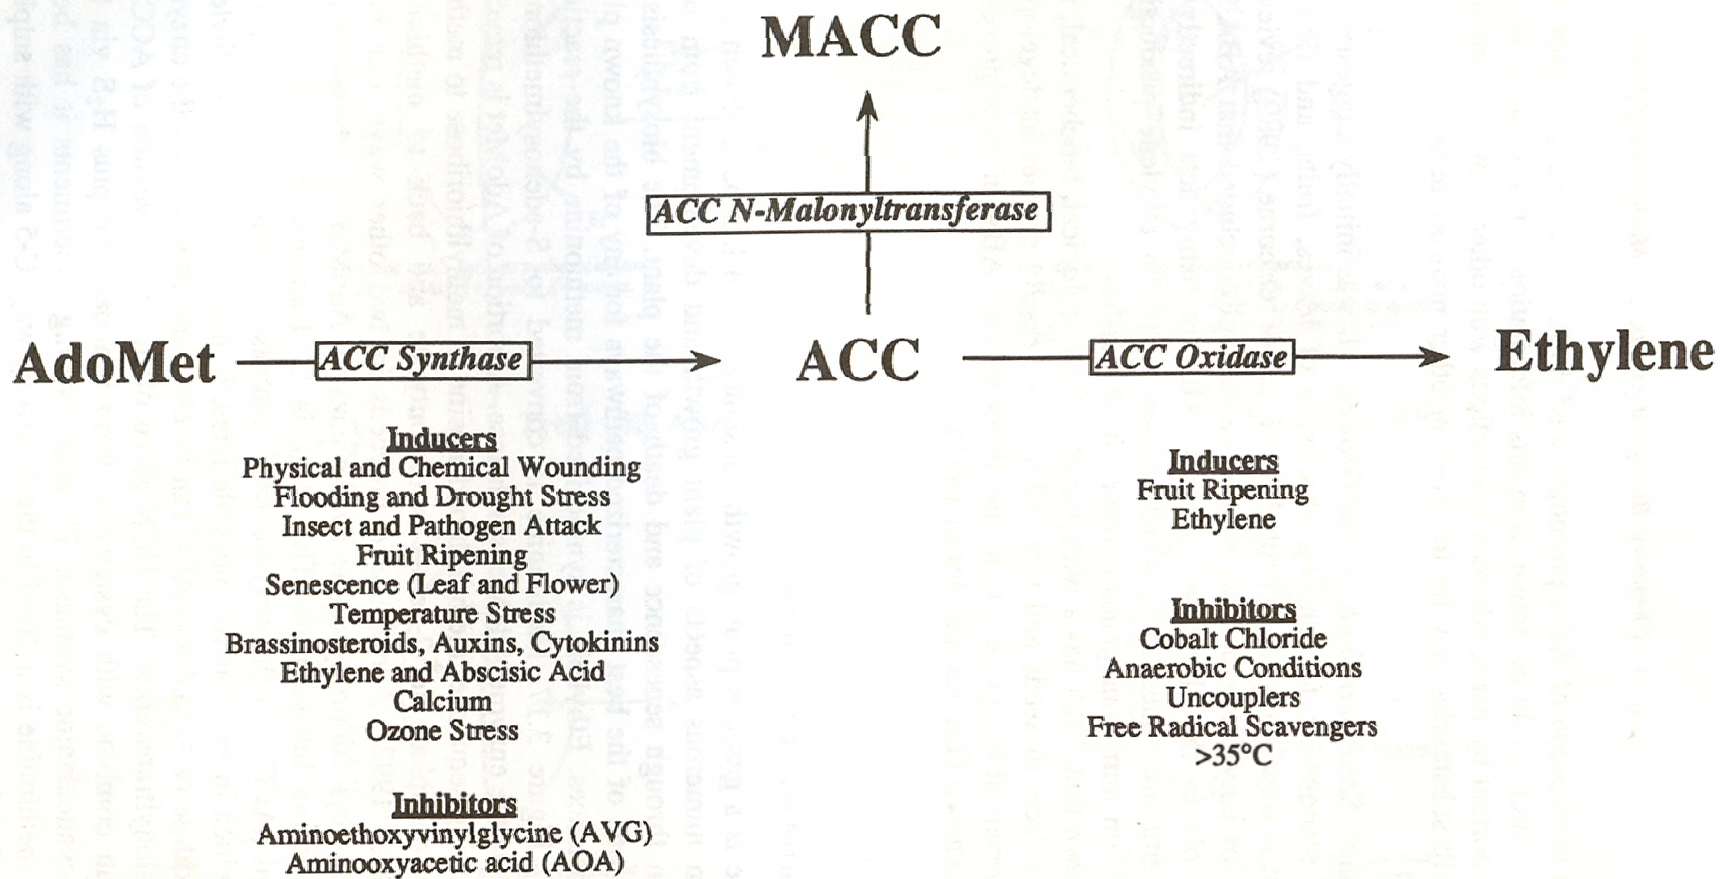 MACC
ACC N-Malonyltransferase
AdoMet
ACC Synthase
ACC
ACC Oxidase
Ethylene
Inducers
Physical and Chemical Wounding
Flooding and Drought Stress
Insect and Pathogen Attack
Fruit Ripening
Senescence (Leaf and Flower)
Temperature Stress
Brassinosteroids, Auxins, Cytokinins
Ethylene and Abscisic Acid
Calcium
Ozone Stress
Inhibitors
Aminoethoxyvinylglycine (AVG)
Aminooxyacetic acid (AOA)
Inducers
Fruit Ripening
Ethylene
Inhibitors
Cobalt Chloride
Anaerobic Conditions
Uncouplers
Free Radical Scavengers
>35°C